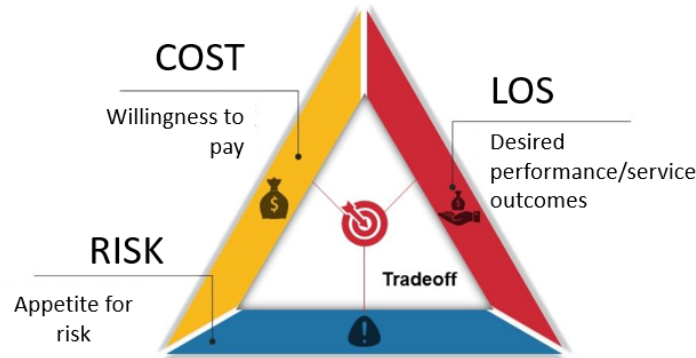 COST
Willingness to
pay
LOS
Desired
performance/service
outcomes
RISK
Appetite for
risk
Tradeoff